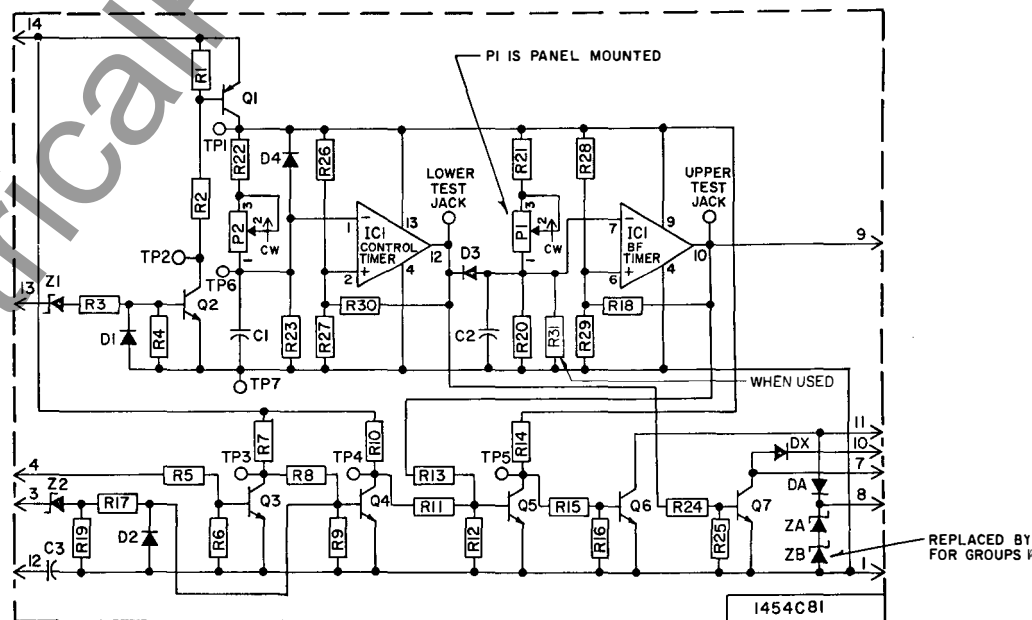 14
R1
Q1
P1 IS PANEL MOUNTED
TP1
R22
D4
R26
LOWER
TEST
JACK
R21
R28
UPPER
TEST
JACK
R2
3
P2
2
CW
1
1
−
IC1
CONTROL
TIMER
13
12
4
2
+
D3
3
P1
2
CW
1
7
−
IC1
BF
TIMER
9
10
4
6
+
9
TP2
TP6
13
Z1
R3
Q2
R30
R18
D1
R4
C1
R23
R27
C2
R20
R31
R29
TP7
WHEN USED
R7
R10
R14
11
DX
10
4
R5
TP3
R8
TP4
R13
TP5
7
3
Z2
R17
Q3
Q4
R11
Q5
R15
Q6
R24
Q7
DA
8
R19
D2
R6
R9
R12
R16
R25
ZA
ZB
12
C3
1
REPLACED BY
FOR GROUPS
1454C81